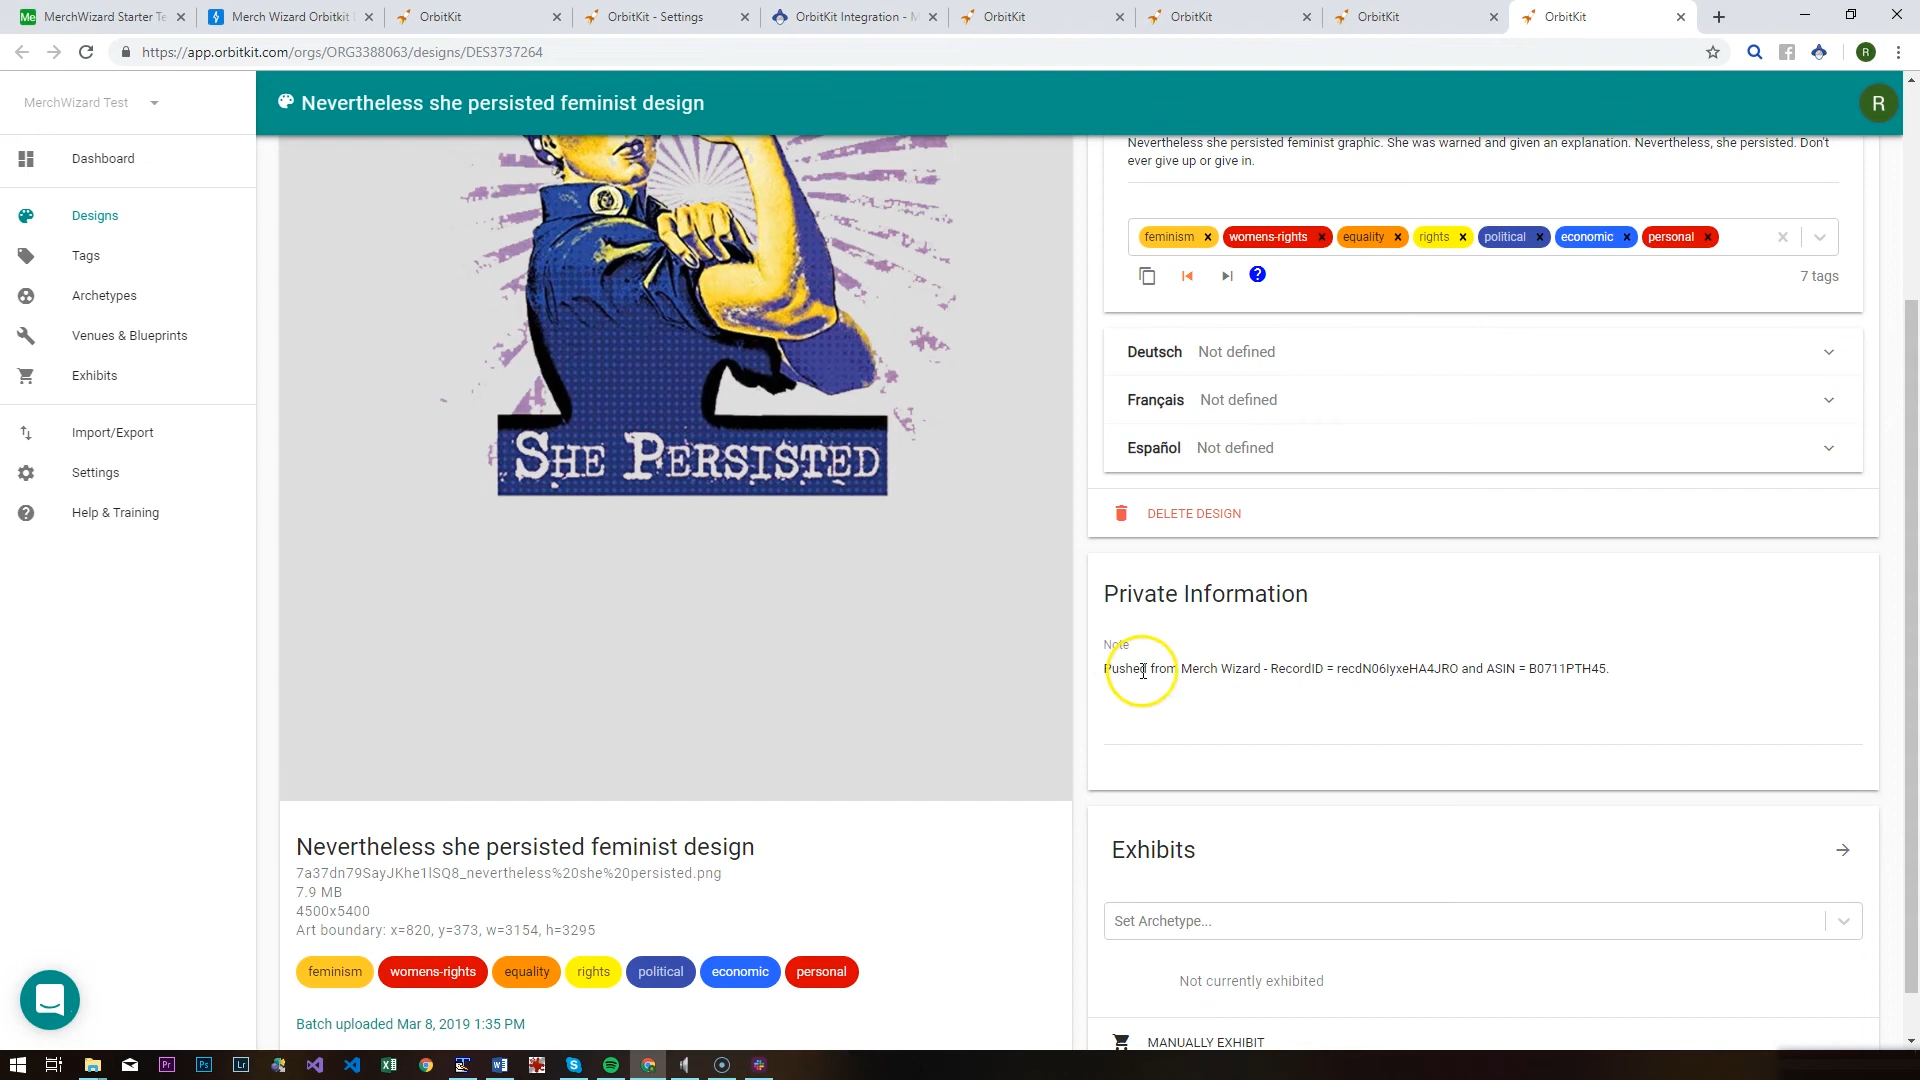 MerchWizard Starter Te
Merch Wizard Orbitkit
OrbitKit
OrbitKit - Settings
OrbitKit Integration - M
OrbitKit
OrbitKit
OrbitKit
OrbitKit
https://app.orbitkit.com/orgs/ORG3388063/designs/DES3737264
R
MerchWizard Test
Nevertheless she persisted feminist design
R
Dashboard
Designs
Tags
Archetypes
Venues & Blueprints
Exhibits
Import/Export
Settings
Help & Training
SHE PERSISTED
Nevertheless she persisted feminist graphic. She was warned and given an explanation. Nevertheless, she persisted. Don't
ever give up or give in.
feminism womens-rights equality rights political economic personal
7 tags
Deutsch Not defined
Français Not defined
Español Not defined
DELETE DESIGN
Private Information
Note
Pushed from Merch Wizard - RecordID = recdN06IyxeHA4JRO and ASIN = B0711PTH45.
Nevertheless she persisted feminist design
7a37dn79SayJKhe1lSQ8_nevertheless%20she%20persisted.png
7.9 MB
4500x5400
Art boundary: x=820, y=373, w=3154, h=3295
feminism womens-rights equality rights political economic personal
Batch uploaded Mar 8, 2019 1:35 PM
Exhibits
Set Archetype...
Not currently exhibited
MANUALLY EXHIBIT